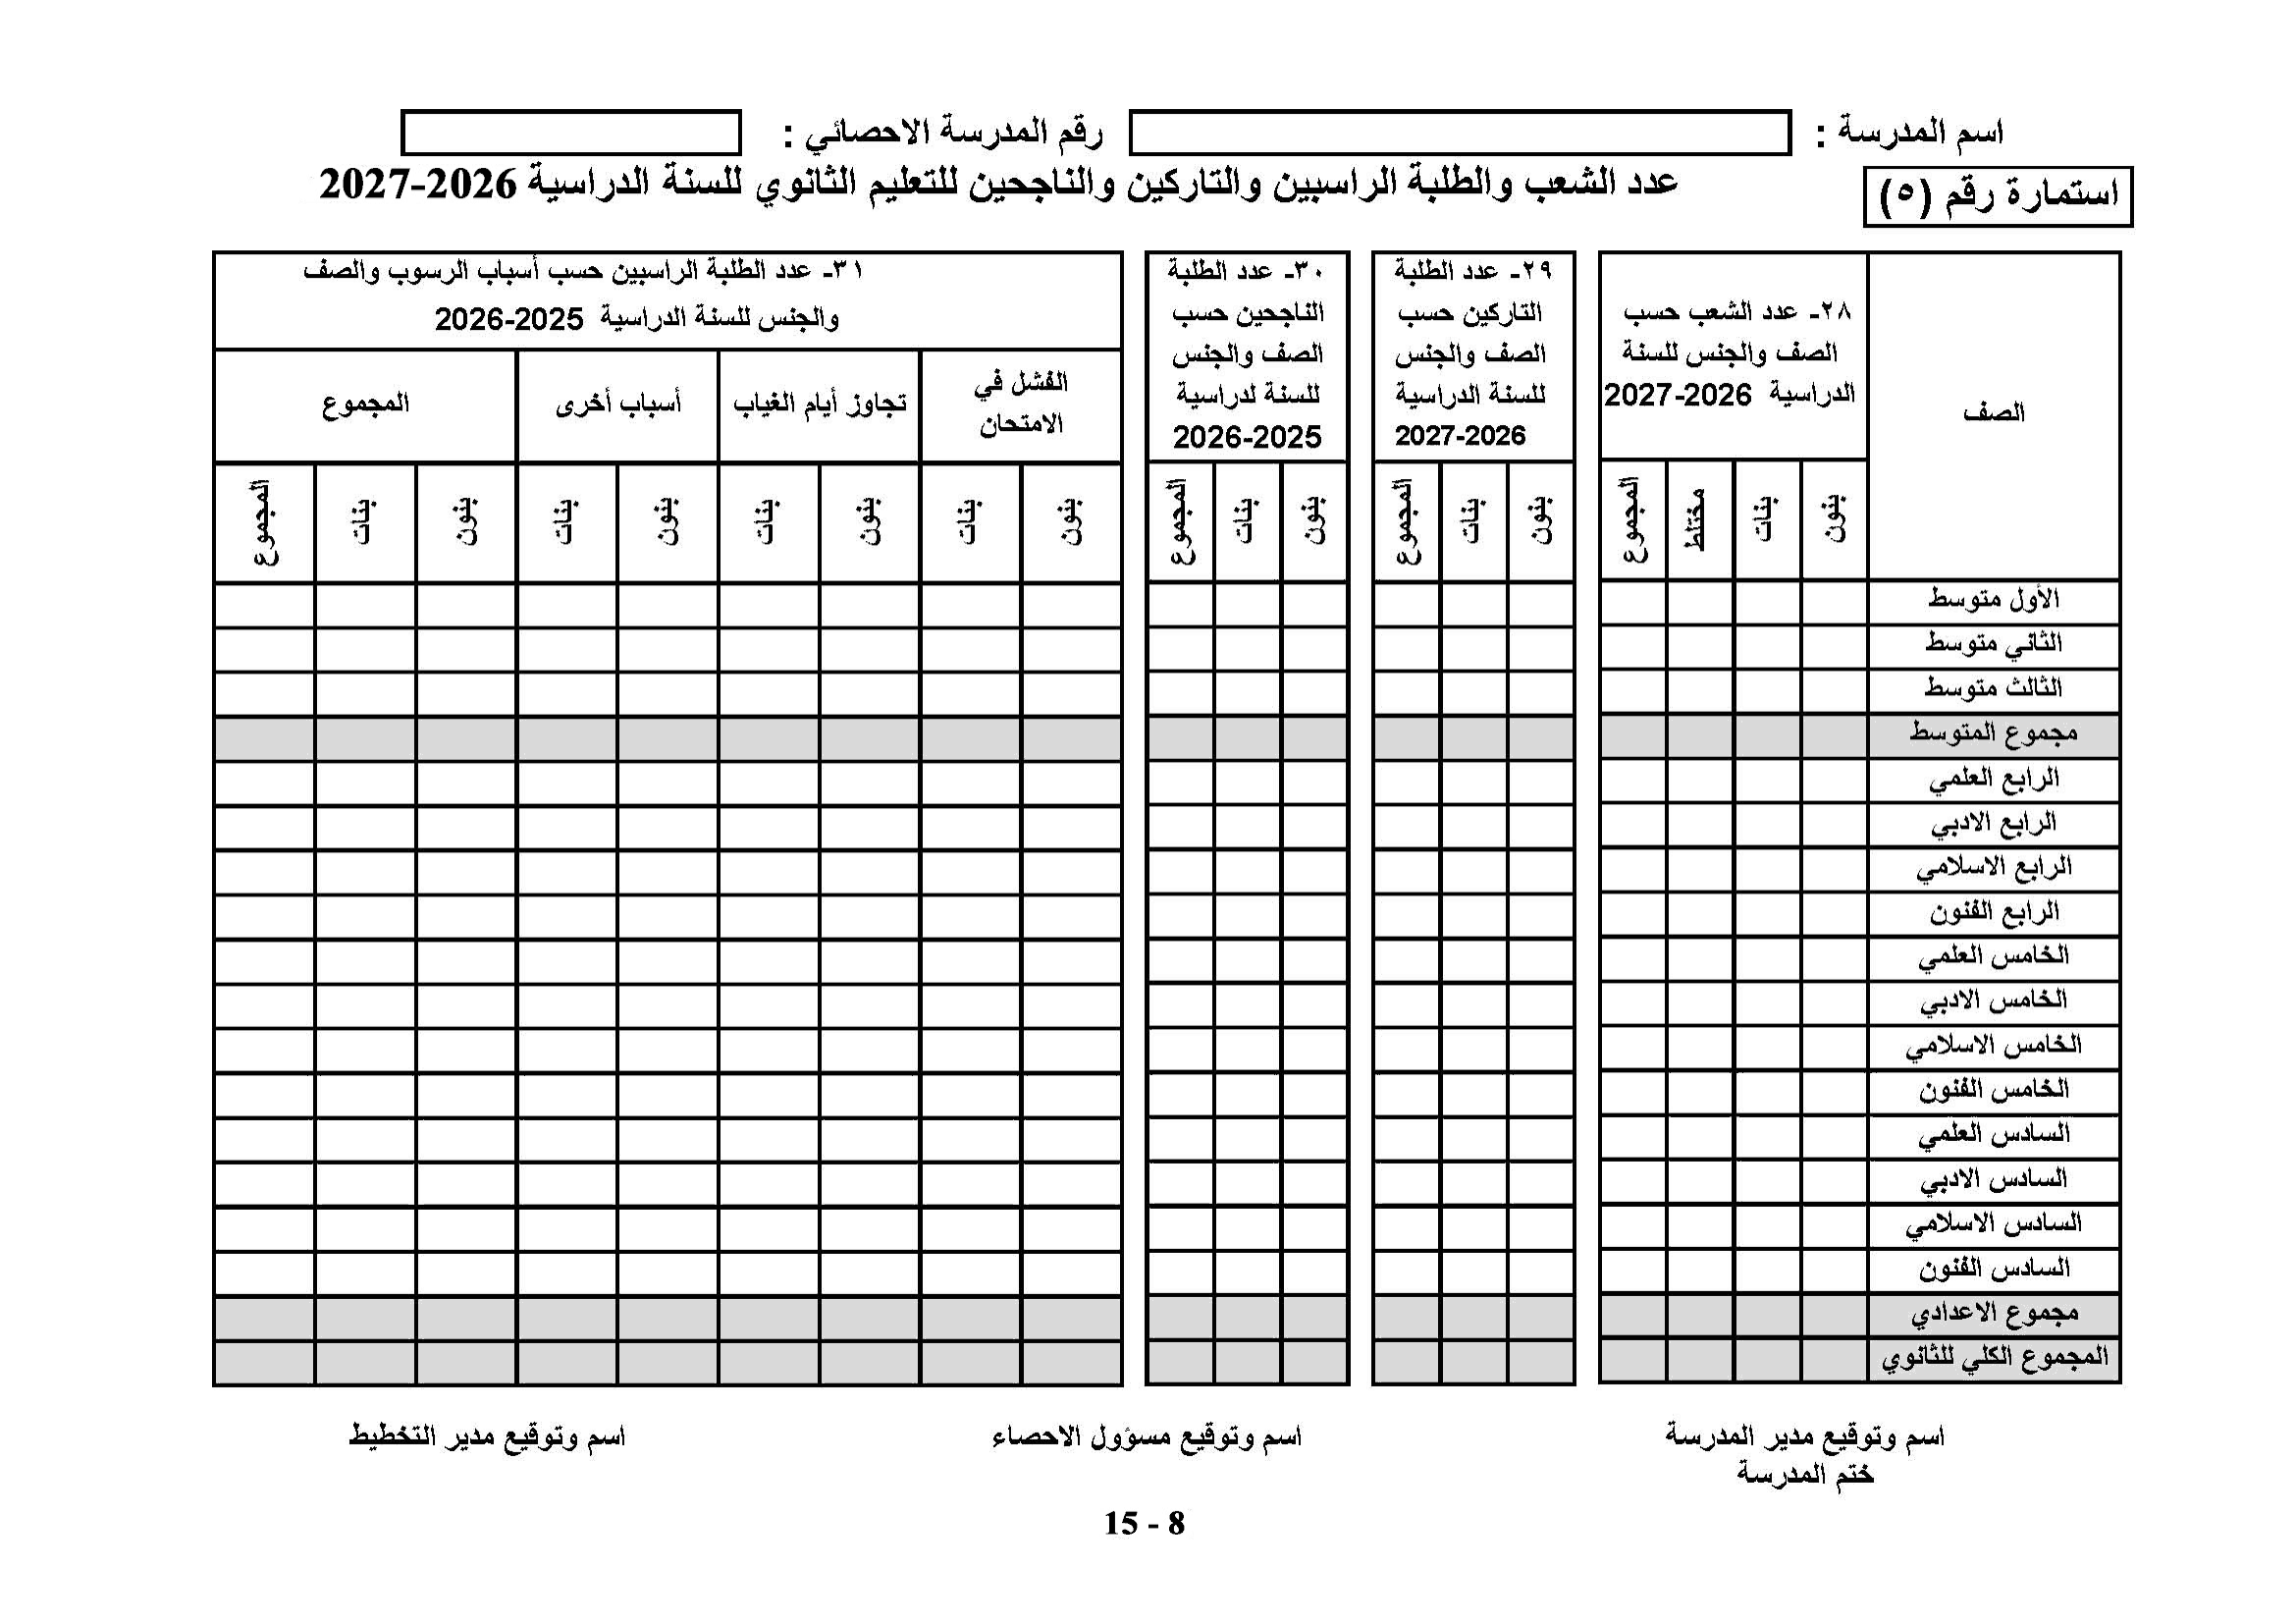 اسم المدرسة :
رقم المدرسة الاحصائي :
استمارة رقم (٥)
عدد الشعب والطلبة الراسبين والتاركين والناجحين للتعليم الثانوي للسنة الدراسية 2026-2027
الصف
٢٨- عدد الشعب حسب
الصف والجنس للسنة
الدراسية 2026-2027
بنون
بنات
مختلط
المجموع
٢٩- عدد الطلبة
التاركين حسب
الصف والجنس
للسنة الدراسية
2026-2027
بنون
بنات
المجموع
٣٠- عدد الطلبة
الناجحين حسب
الصف والجنس
للسنة لدراسية
2025-2026
بنون
بنات
المجموع
٣١- عدد الطلبة الراسبين حسب أسباب الرسوب والصف
والجنس للسنة الدراسية 2025-2026
الفشل في
الامتحان
تجاوز أيام الغياب
أسباب أخرى
المجموع
بنون
بنات
بنون
بنات
بنون
بنات
بنون
بنات
المجموع
الأول متوسط
الثاني متوسط
الثالث متوسط
مجموع المتوسط
الرابع العلمي
الرابع الادبي
الرابع الاسلامي
الرابع الفنون
الخامس العلمي
الخامس الادبي
الخامس الاسلامي
الخامس الفنون
السادس العلمي
السادس الادبي
السادس الاسلامي
السادس الفنون
مجموع الاعدادي
المجموع الكلي للثانوي
اسم وتوقيع مدير المدرسة
ختم المدرسة
اسم وتوقيع مسؤول الاحصاء
اسم وتوقيع مدير التخطيط
15 - 8